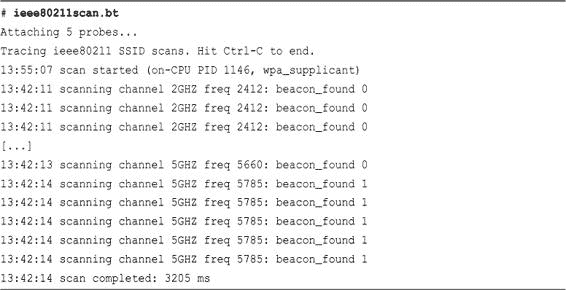 # ieee80211scan.bt
Attaching 5 probes...
Tracing ieee80211 SSID scans. Hit Ctrl-C to end.
13:55:07 scan started (on-CPU PID 1146, wpa_supplicant)
13:42:11 scanning channel 2GHZ freq 2412: beacon_found 0
13:42:11 scanning channel 2GHZ freq 2412: beacon_found 0
13:42:11 scanning channel 2GHZ freq 2412: beacon_found 0
[...]
13:42:13 scanning channel 5GHZ freq 5660: beacon_found 0
13:42:14 scanning channel 5GHZ freq 5785: beacon_found 1
13:42:14 scanning channel 5GHZ freq 5785: beacon_found 1
13:42:14 scanning channel 5GHZ freq 5785: beacon_found 1
13:42:14 scanning channel 5GHZ freq 5785: beacon_found 1
13:42:14 scanning channel 5GHZ freq 5785: beacon_found 1
13:42:14 scan completed: 3205 ms